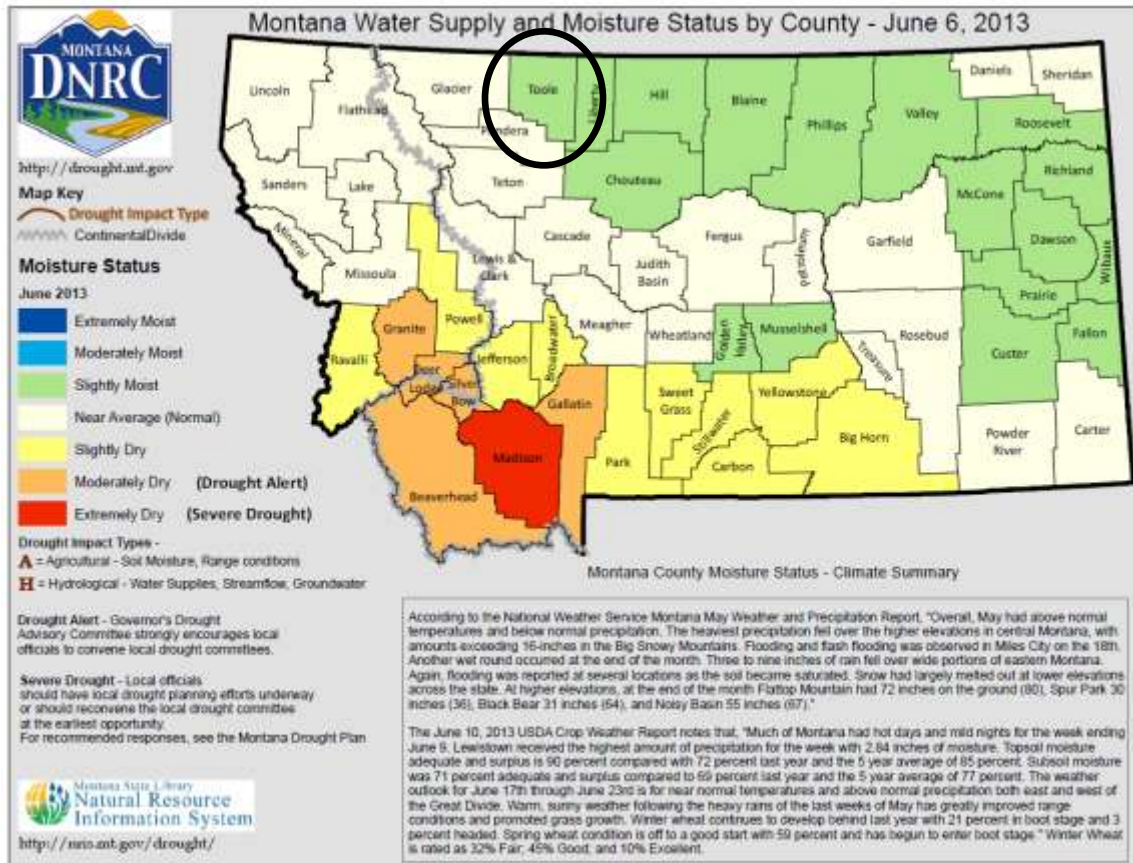 Montana Water Supply and Moisture Status by County - June 6, 2013
MONTANA
DNRC
http://drought.mt.gov
Map Key
Drought Impact Type
ContinentalDivide
Moisture Status
June 2013
Extremely Moist
Moderately Moist
Slightly Moist
Near Average (Normal)
Slightly Dry
Moderately Dry (Drought Alert)
Extremely Dry (Severe Drought)
Drought Impact Types -
A = Agricultural - Soil Moisture, Range conditions
H = Hydrological - Water Supplies, Streamflow, Groundwater
Drought Alert - Governor's Drought
Advisory Committee strongly encourages local
officials to convene local drought committees.
Severe Drought - Local officials
should have local drought planning efforts underway
or should reconvene the local drought committee
at the earliest opportunity.
For recommended responses, see the Montana Drought Plan
Montana State Library
Natural Resource
Information System
http://nris.mt.gov/drought/
Lincoln
Flathead
Glacier
Toole
Liberty
Hill
Blaine
Phillips
Valley
Daniels
Sheridan
Roosevelt
Pondera
Sanders
Lake
Teton
Chouteau
McCone
Richland
Mineral
Missoula
Lewis &
Clark
Cascade
Judith
Basin
Fergus
Petroleum
Garfield
Dawson
Wibaux
Prairie
Granite
Powell
Meagher
Wheatland
Golden
Valley
Musselshell
Rosebud
Treasure
Custer
Fallon
Ravalli
Deer
Lodge
Silver
Bow
Jefferson
Broadwater
Gallatin
Sweet
Grass
Stillwater
Yellowstone
Big Horn
Powder
River
Carter
Beaverhead
Madison
Park
Carbon
Montana County Moisture Status - Climate Summary
According to the National Weather Service Montana May Weather and Precipitation Report, "Overall, May had above normal
temperatures and below normal precipitation. The heaviest precipitation fell over the higher elevations in central Montana, with
amounts exceeding 16-inches in the Big Snowy Mountains. Flooding and flash flooding was observed in Miles City on the 18th.
Another wet round occurred at the end of the month. Three to nine inches of rain fell over wide portions of eastern Montana.
Again, flooding was reported at several locations as the soil became saturated. Snow had largely melted out at lower elevations
across the state. At higher elevations, at the end of the month Flattop Mountain had 72 inches on the ground (80), Spur Park 30
inches (36), Black Bear 31 inches (64), and Noisy Basin 55 inches (67)."
The June 10, 2013 USDA Crop Weather Report notes that, "Much of Montana had hot days and mild nights for the week ending
June 9. Lewistown received the highest amount of precipitation for the week with 2.84 inches of moisture. Topsoil moisture
adequate and surplus is 90 percent compared with 72 percent last year and the 5 year average of 85 percent. Subsoil moisture
was 71 percent adequate and surplus compared to 69 percent last year and the 5 year average of 77 percent. The weather
outlook for June 17th through June 23rd is for near normal temperatures and above normal precipitation both east and west of
the Great Divide. Warm, sunny weather following the heavy rains of the last weeks of May has greatly improved range
conditions and promoted grass growth. Winter wheat continues to develop behind last year with 21 percent in boot stage and 3
percent headed. Spring wheat condition is off to a good start with 59 percent and has begun to enter boot stage." Winter Wheat
is rated as 32% Fair, 45% Good, and 10% Excellent.